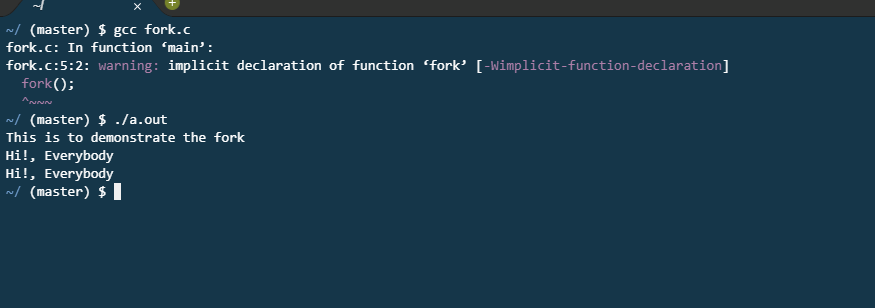 ~/
~/ (master) $ gcc fork.c
fork.c: In function ‘main’:
fork.c:5:2: warning: implicit declaration of function ‘fork’ [-Wimplicit-function-declaration]
fork();
^~~~
~/ (master) $ ./a.out
This is to demonstrate the fork
Hi!, Everybody
Hi!, Everybody
~/ (master) $